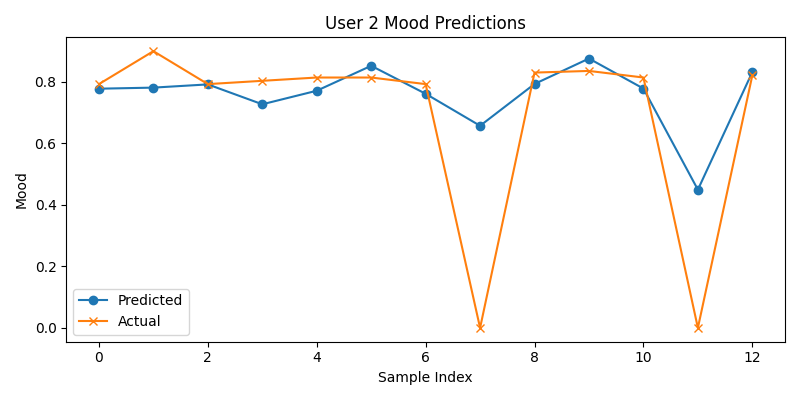 User 2 Mood Predictions
Mood
0.8
0.6
0.4
0.2
0.0
Predicted
Actual
0 2 4 6 8 10 12
Sample Index